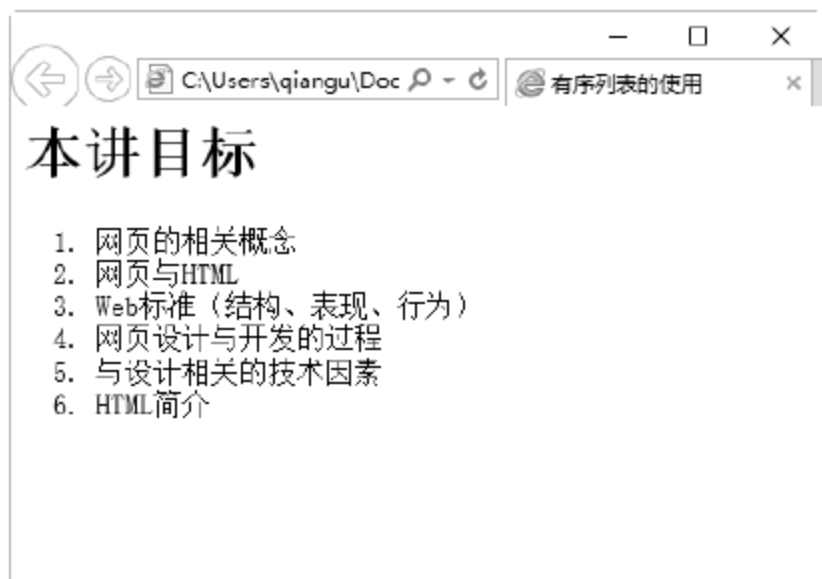 C:\Users\qiangu\Doc
有序列表的使用
本讲目标
1. 网页的相关概念
2. 网页与HTML
3. Web标准（结构、表现、行为）
4. 网页设计与开发的过程
5. 与设计相关的技术因素
6. HTML简介